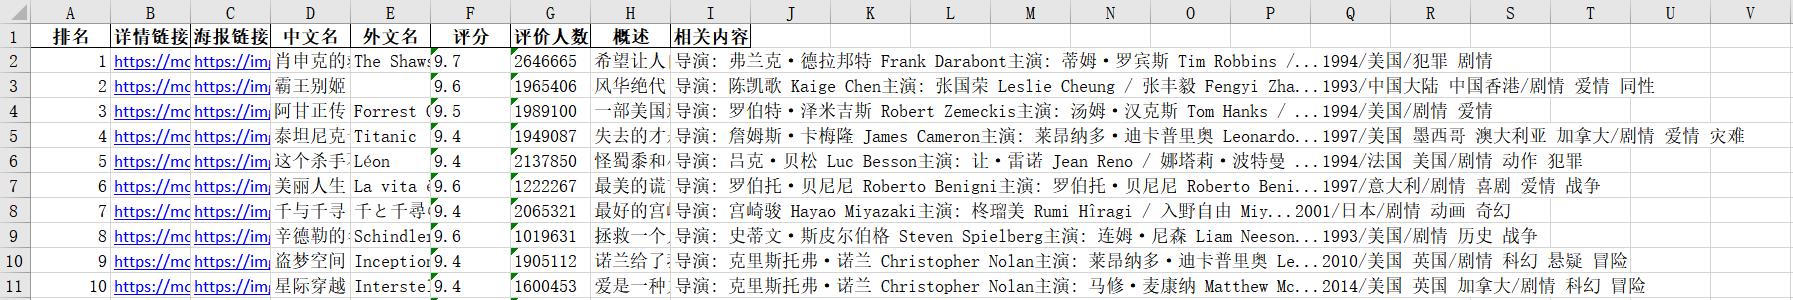 A B C D E F G H I J K L M N O P Q R S T U V
1 排名 详情链接 海报链接 中文名 外文名 评分 评价人数 概述 相关内容
2 1 https://mo https://img 肖申克的 The Shaws 9.7 2646665 希望让人 导演: 弗兰克·德拉邦特 Frank Darabont主演: 蒂姆·罗宾斯 Tim Robbins /...1994/美国/犯罪 剧情
3 2 https://mo https://img 霸王别姬 9.6 1965406 风华绝代 导演: 陈凯歌 Kaige Chen主演: 张国荣 Leslie Cheung / 张丰毅 Fengyi Zha...1993/中国大陆 中国香港/剧情 爱情 同性
4 3 https://mo https://img 阿甘正传 Forrest G 9.5 1989100 一部美国 导演: 罗伯特·泽米吉斯 Robert Zemeckis主演: 汤姆·汉克斯 Tom Hanks / ...1994/美国/剧情 爱情
5 4 https://mo https://img 泰坦尼克 Titanic 9.4 1949087 失去的才 导演: 詹姆斯·卡梅隆 James Cameron主演: 莱昂纳多·迪卡普里奥 Leonardo...1997/美国 墨西哥 澳大利亚 加拿大/剧情 爱情 灾难
6 5 https://mo https://img 这个杀手 Léon 9.4 2137850 怪蜀黍和 导演: 吕克·贝松 Luc Besson主演: 让·雷诺 Jean Reno / 娜塔莉·波特曼 ...1994/法国 美国/剧情 动作 犯罪
7 6 https://mo https://img 美丽人生 La vita è 9.6 1222267 最美的谎 导演: 罗伯托·贝尼尼 Roberto Benigni主演: 罗伯托·贝尼尼 Roberto Beni...1997/意大利/剧情 喜剧 爱情 战争
8 7 https://mo https://img 千与千寻 千と千尋 9.4 2065321 最好的宫 导演: 宫崎骏 Hayao Miyazaki主演: 柊瑠美 Rumi Hîragi / 入野自由 Miy...2001/日本/剧情 动画 奇幻
9 8 https://mo https://img 辛德勒的 Schindler 9.6 1019631 拯救一个 导演: 史蒂文·斯皮尔伯格 Steven Spielberg主演: 连姆·尼森 Liam Neeson...1993/美国/剧情 历史 战争
10 9 https://mo https://img 盗梦空间 Inception 9.4 1905112 诺兰给了 导演: 克里斯托弗·诺兰 Christopher Nolan主演: 莱昂纳多·迪卡普里奥 Le...2010/美国 英国/剧情 科幻 悬疑 冒险
11 10 https://mo https://img 星际穿越 Interste 9.4 1600453 爱是一种 导演: 克里斯托弗·诺兰 Christopher Nolan主演: 马修·麦康纳 Matthew Mc...2014/美国 英国 加拿大/剧情 科幻 冒险